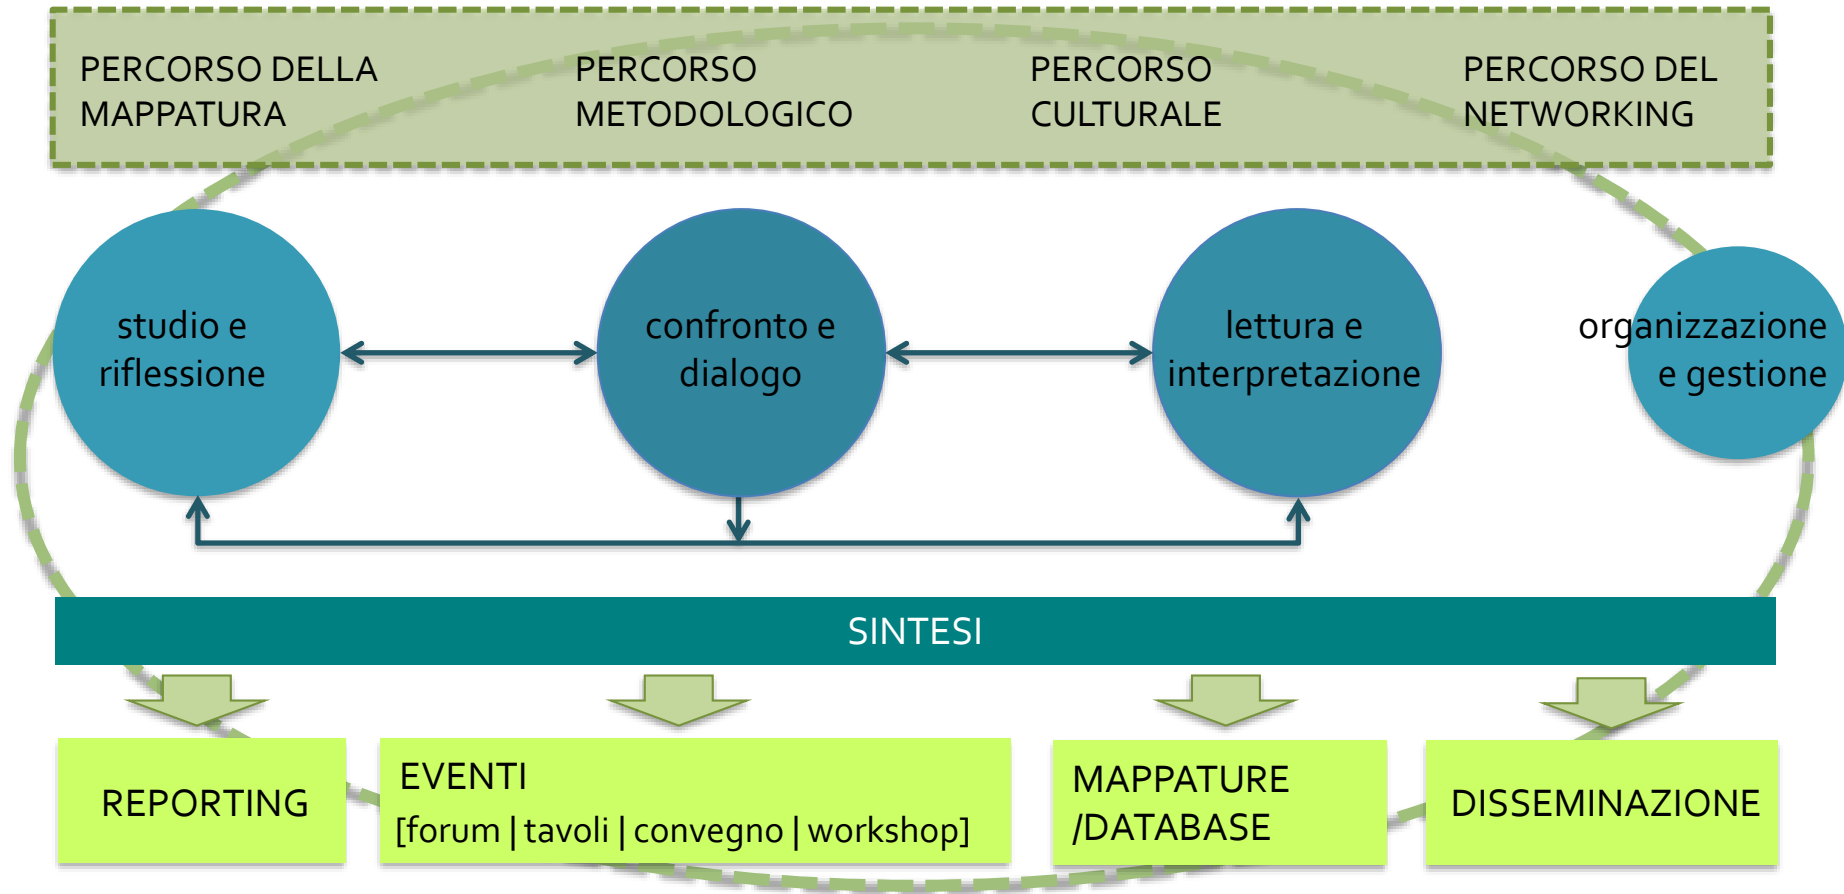 PERCORSO DELLA
MAPPATURA
PERCORSO
METODOLOGICO
PERCORSO
CULTURALE
PERCORSO DEL
NETWORKING
studio e
riflessione
confronto e
dialogo
lettura e
interpretazione
organizzazione
e gestione
SINTESI
REPORTING
EVENTI
[forum | tavoli | convegno | workshop]
MAPPATURE
/DATABASE
DISSEMINAZIONE